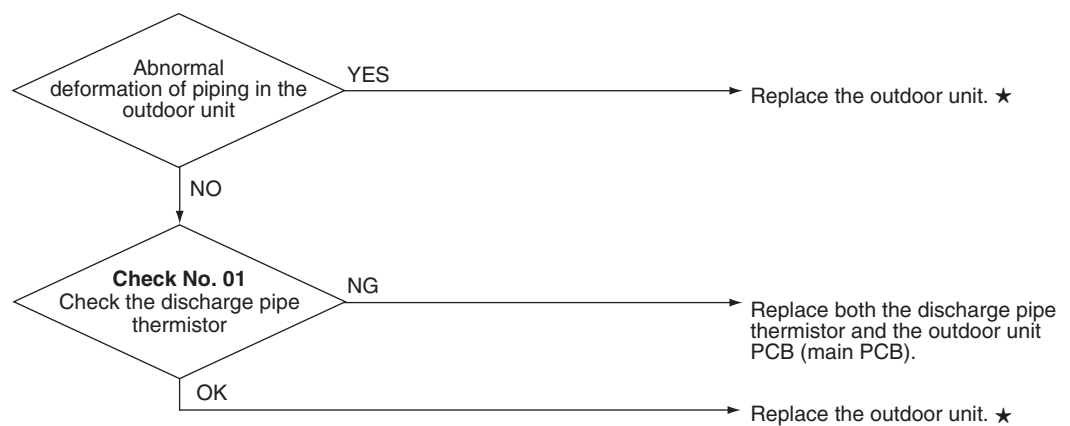 Abnormal
deformation of piping in the
outdoor unit
YES
Replace the outdoor unit. ★
NO
Check No. 01
Check the discharge pipe
thermistor
NG
Replace both the discharge pipe
thermistor and the outdoor unit
PCB (main PCB).
OK
Replace the outdoor unit. ★